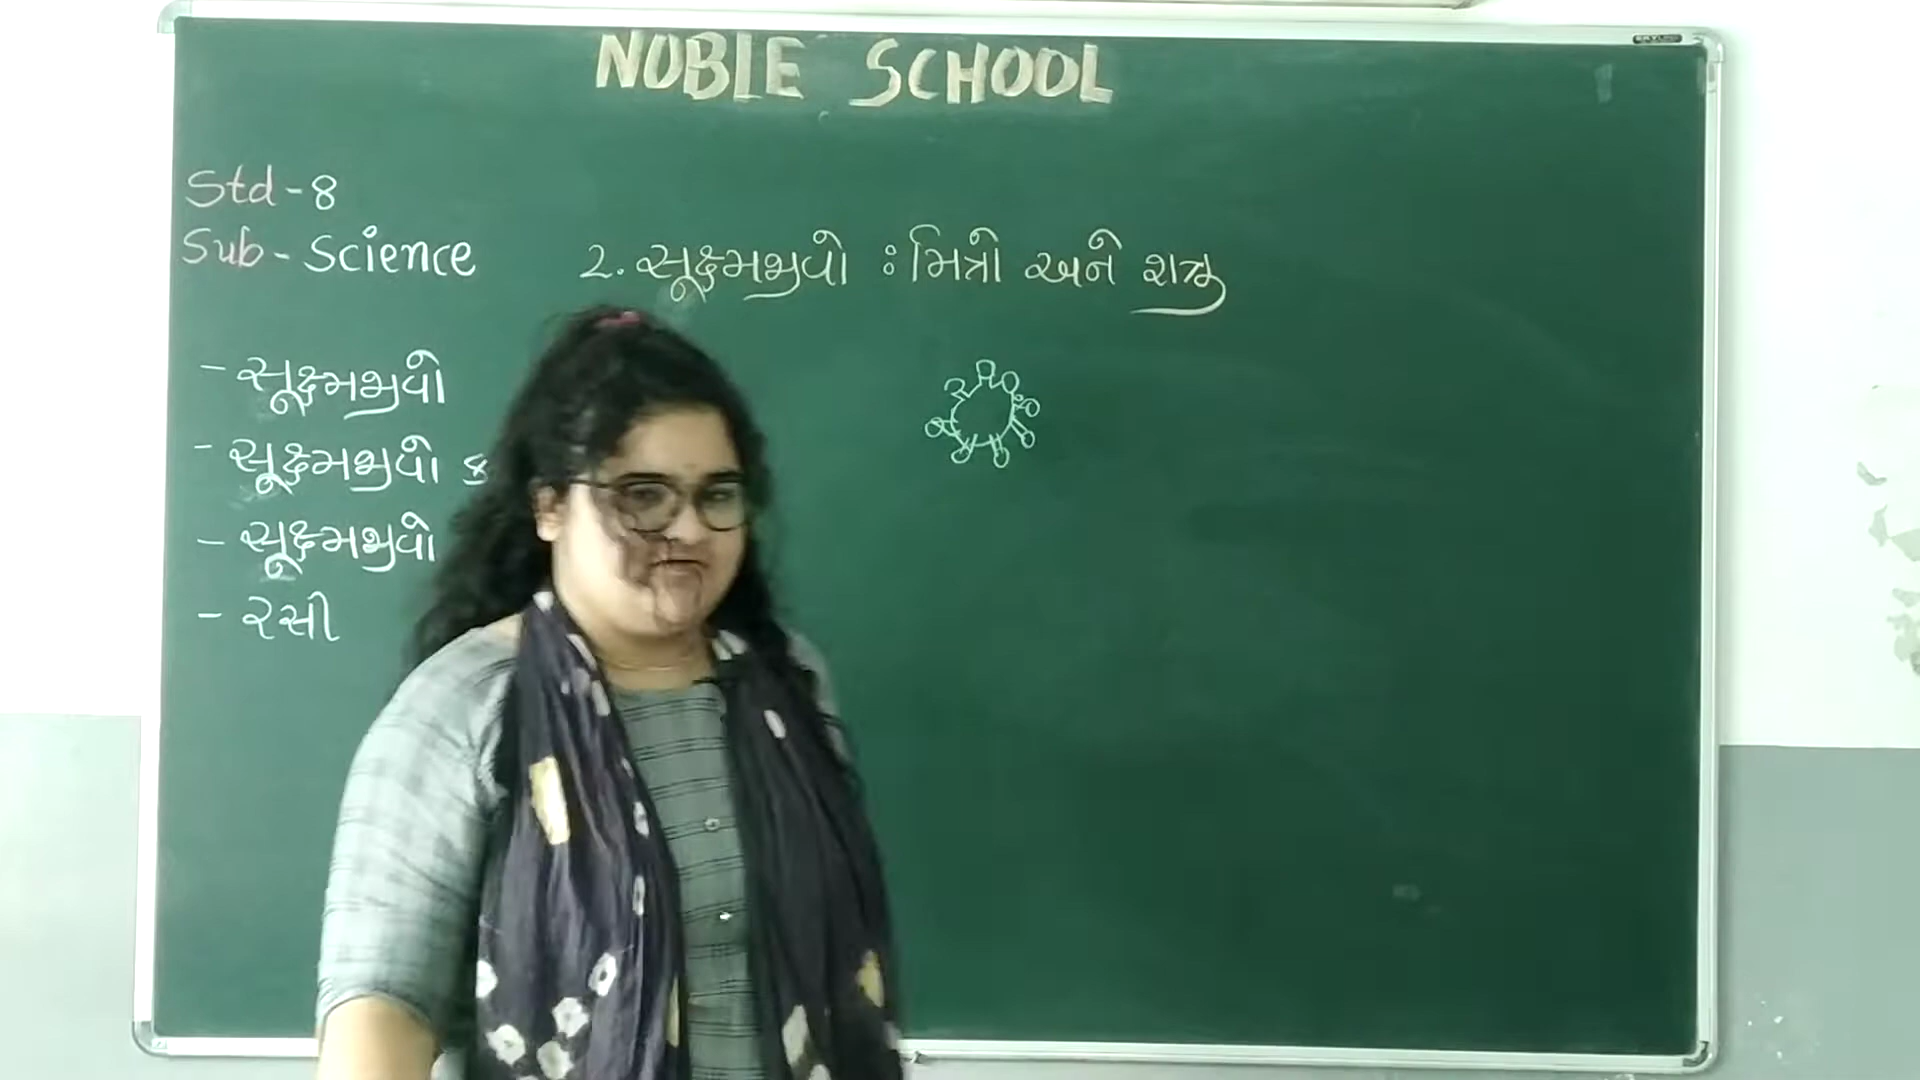 NOBLE SCHOOL
Std - 8
Sub - Science
2. સૂક્ષ્મજીવો : મિત્રો અને શત્રુ
- સૂક્ષ્મજીવો
- સૂક્ષ્મજીવો ક
- સૂક્ષ્મજીવો
- રસી